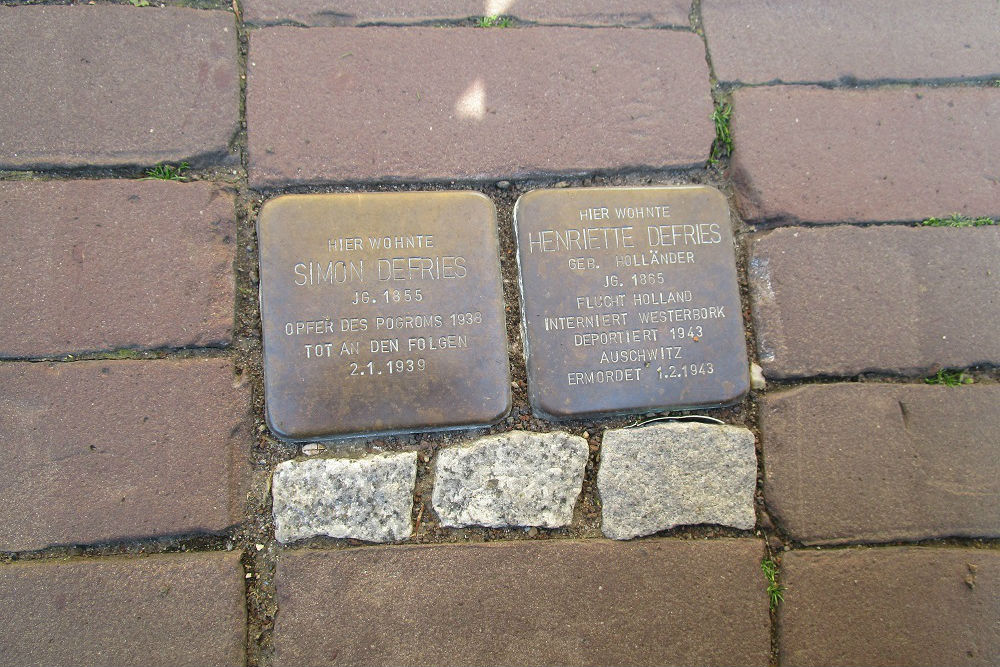 HIER WOHNTE
SIMON DEFRIES
JG. 1855
OPFER DES POGROMS 1938
TOT AN DEN FOLGEN
2.1.1939
HIER WOHNTE
HENRIETTE DEFRIES
GEB. HOLLÄNDER
JG. 1865
FLUCHT HOLLAND
INTERNIERT WESTERBORK
DEPORTIERT 1943
AUSCHWITZ
ERMORDET 1.2.1943